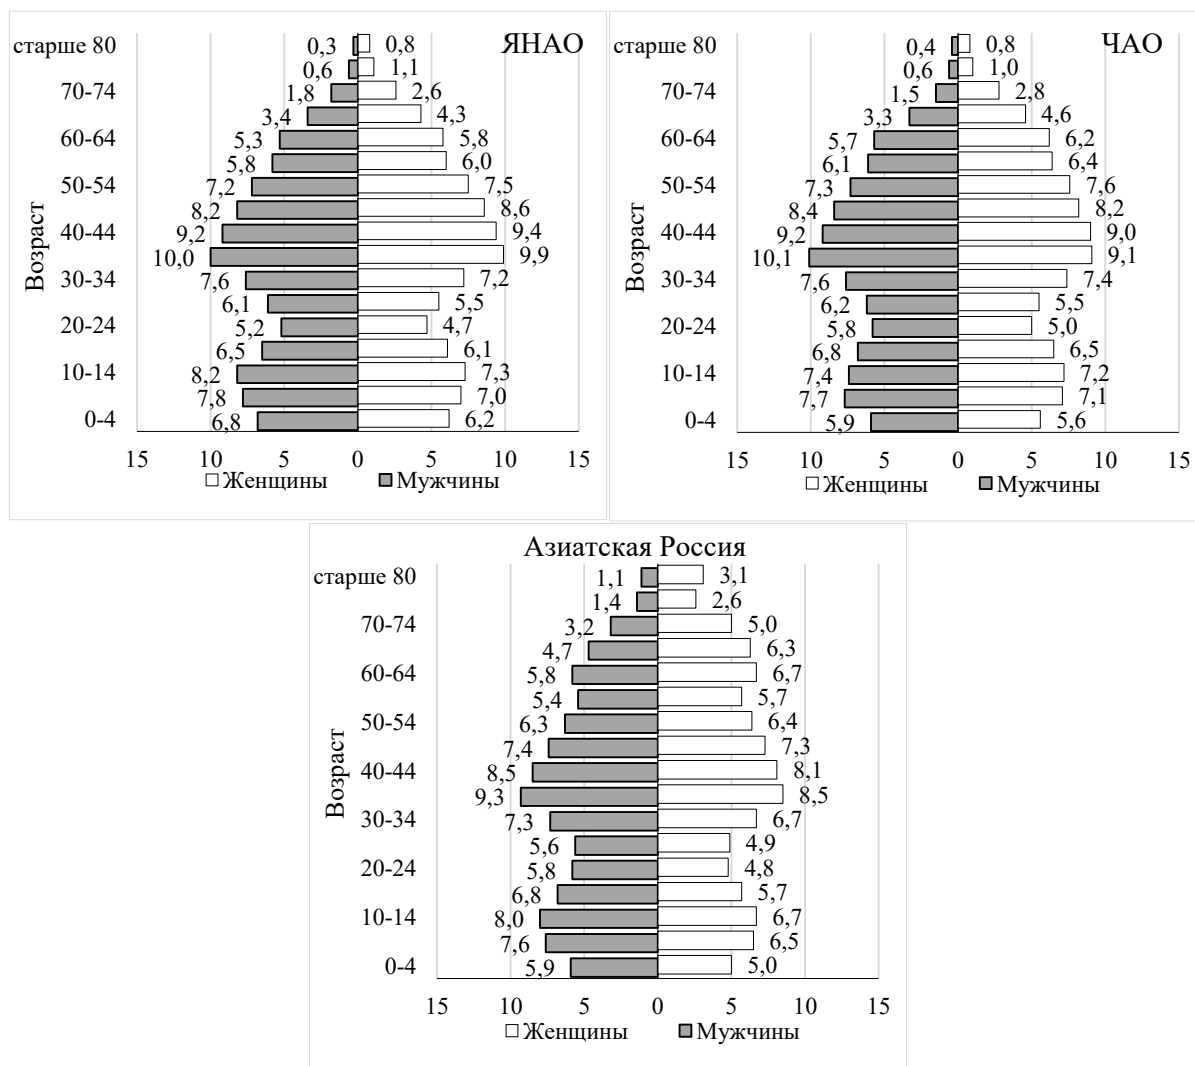 ЯНАО
старше 80 0,3 0,8
0,6 1,1
70-74 1,8 2,6
3,4 4,3
60-64 5,3 5,8
5,8 6,0
50-54 7,2 7,5
8,2 8,6
40-44 9,2 9,4
10,0 9,9
30-34 7,6 7,2
6,1 5,5
20-24 5,2 4,7
6,5 6,1
10-14 8,2 7,3
7,8 7,0
0-4 6,8 6,2
Возраст
15 10 5 0 5 10 15
Женщины Мужчины
ЧАО
старше 80 0,4 0,8
0,6 1,0
70-74 1,5 2,8
3,3 4,6
60-64 5,7 6,2
6,1 6,4
50-54 7,3 7,6
8,4 8,2
40-44 9,2 9,0
10,1 9,1
30-34 7,6 7,4
6,2 5,5
20-24 5,8 5,0
6,8 6,5
10-14 7,4 7,2
7,7 7,1
0-4 5,9 5,6
Возраст
15 10 5 0 5 10 15
Женщины Мужчины
Азиатская Россия
старше 80 1,1 3,1
1,4 2,6
70-74 3,2 5,0
4,7 6,3
60-64 5,8 6,7
5,4 5,7
50-54 6,3 6,4
7,4 7,3
40-44 8,5 8,1
9,3 8,5
30-34 7,3 6,7
5,6 4,9
20-24 5,8 4,8
6,8 5,7
10-14 8,0 6,7
7,6 6,5
0-4 5,9 5,0
Возраст
15 10 5 0 5 10 15
Женщины Мужчины